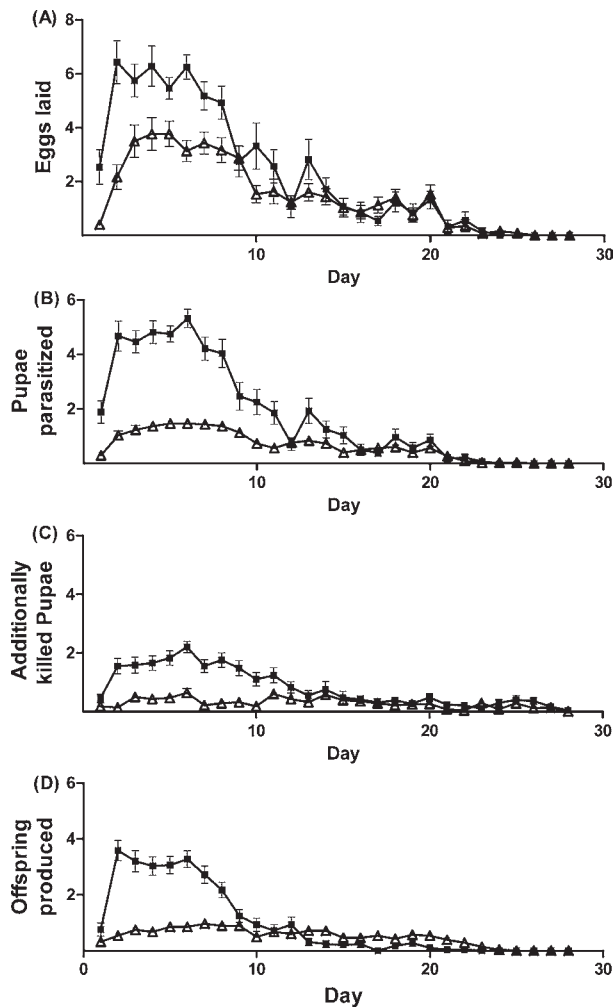 (A)
8
6
4
2
Eggs laid
10
20
30
Day
(B)
6
4
2
Pupae
parasitized
10
20
30
Day
(C)
6
4
2
Additionally
killed Pupae
10
20
30
Day
(D)
6
4
2
Offspring
produced
0
10
20
30
Day